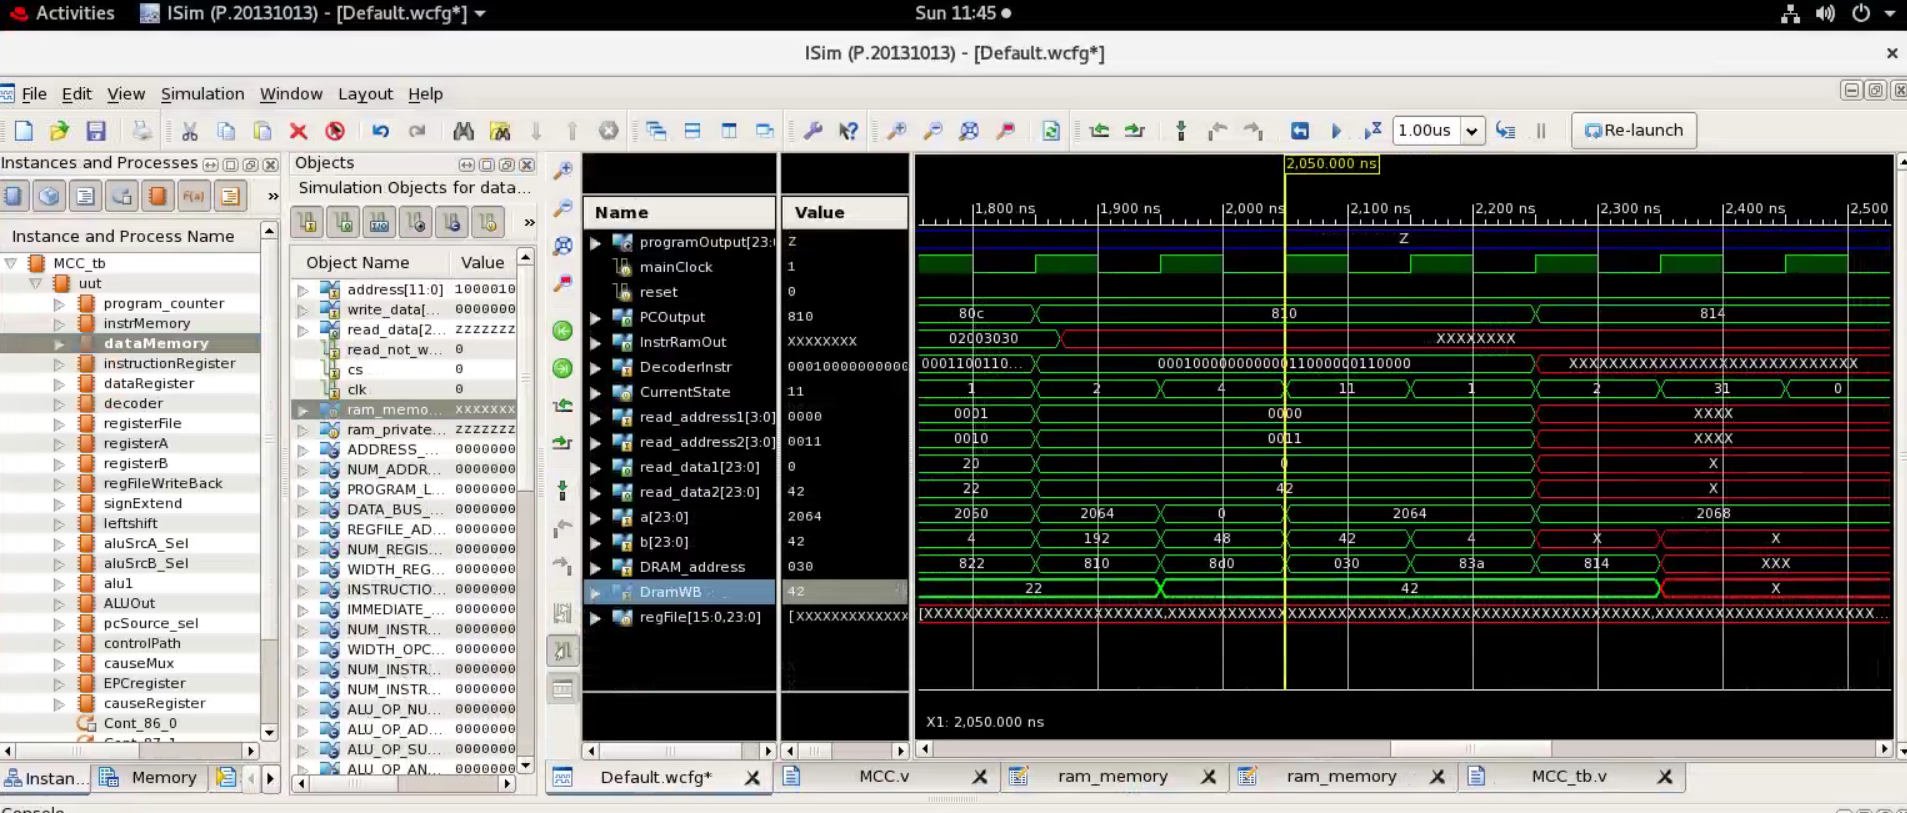 Activities ISim (P.20131013) - [Default.wcfg*] Sun 11:45
ISim (P.20131013) - [Default.wcfg*]
File Edit View Simulation Window Layout Help
1.00us Re-launch
Instances and Processes
Instance and Process Name
MCC_tb
uut
program_counter
instrMemory
dataMemory
instructionRegister
dataRegister
decoder
registerFile
registerA
registerB
regFileWriteBack
signExtend
leftshift
aluSrcA_Sel
aluSrcB_Sel
alu1
ALUOut
pcSource_sel
controlPath
causeMux
EPCregister
causeRegister
Cont_86_0
Cont_87_1
Instan... Memory
Objects
Simulation Objects for data...
Object Name Value
address[11:0] 1000010
write_data[... 0000000
read_data[2... ZZZZZZZ
read_not_w... 0
cs 0
clk 0
ram_memo... XXXXXXX
ram_private... ZZZZZZZ
ADDRESS_... 0000000
NUM_ADDR... 0000000
PROGRAM_L... 0000000
DATA_BUS_... 0000000
REGFILE_AD... 0000000
NUM_REGIS... 0000000
WIDTH_REG... 0000000
INSTRUCTIO... 0000000
IMMEDIATE_... 0000000
NUM_INSTR... 0000000
WIDTH_OPC... 0000000
NUM_INSTR... 0000000
NUM_INSTR... 0000000
ALU_OP_NU... 0000000
ALU_OP_AD... 0000000
ALU_OP_SU... 0000000
ALU_OP_AN... 0000000
2,050.000 ns
Name Value 1,800 ns 1,900 ns 2,000 ns 2,100 ns 2,200 ns 2,300 ns 2,400 ns 2,500
programOutput[23: Z Z
mainClock 1
reset 0
PCOutput 810 80c 810 814
InstrRamOut XXXXXXXX 02003030 XXXXXXXX
DecoderInstr 0001000000000 0001100110... 0001000000000011000000110000 XXXXXXXXXXXXXXXXXXXXXXXXXXXX
CurrentState 11 1 2 4 11 1 2 31 0
read_address1[3:0] 0000 0001 0000 XXXX
read_address2[3:0] 0011 0010 0011 XXXX
read_data1[23:0] 0 20 0 X
read_data2[23:0] 42 22 42 X
a[23:0] 2064 2060 2064 0 2064 2068
b[23:0] 42 4 192 48 42 4 X X
DRAM_address 030 822 810 8d0 030 83a 814 XXX
DramWB 42 22 42 X
regFile[15:0,23:0]
X1: 2,050.000 ns
Default.wcfg* MCC.v ram_memory ram_memory MCC_tb.v
Console